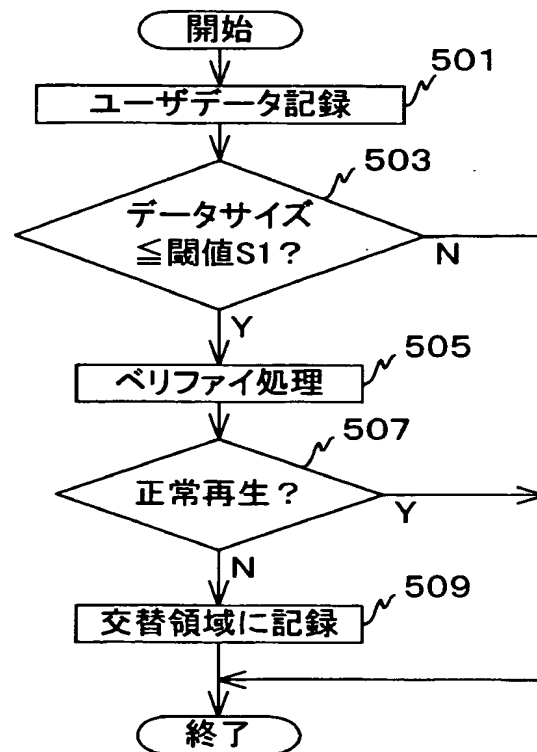 開始
501
ユーザデータ記録
503
データサイズ
≦閾値S1？
N
Y
505
ベリファイ処理
507
正常再生？
Y
N
509
交替領域に記録
終了